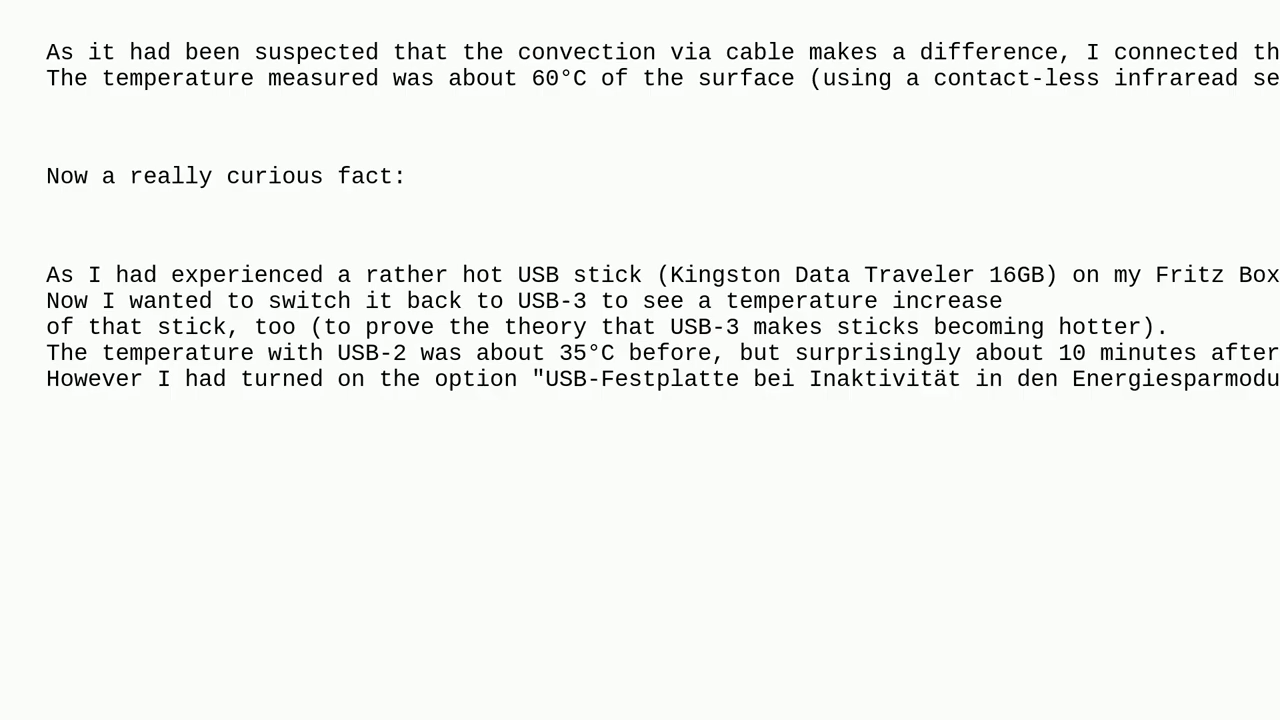 As it had been suspected that the convection via cable makes a difference, I connected
The temperature measured was about 60°C of the surface (using a contact-less infraread
Now a really curious fact:
As I had experienced a rather hot USB stick (Kingston Data Traveler 16GB) on my Fritz Box
Now I wanted to switch it back to USB-3 to see a temperature increase
of that stick, too (to prove the theory that USB-3 makes sticks becoming hotter).
The temperature with USB-2 was about 35°C before, but surprisingly about 10 minutes after
However I had turned on the option "USB-Festplatte bei Inaktivität in den